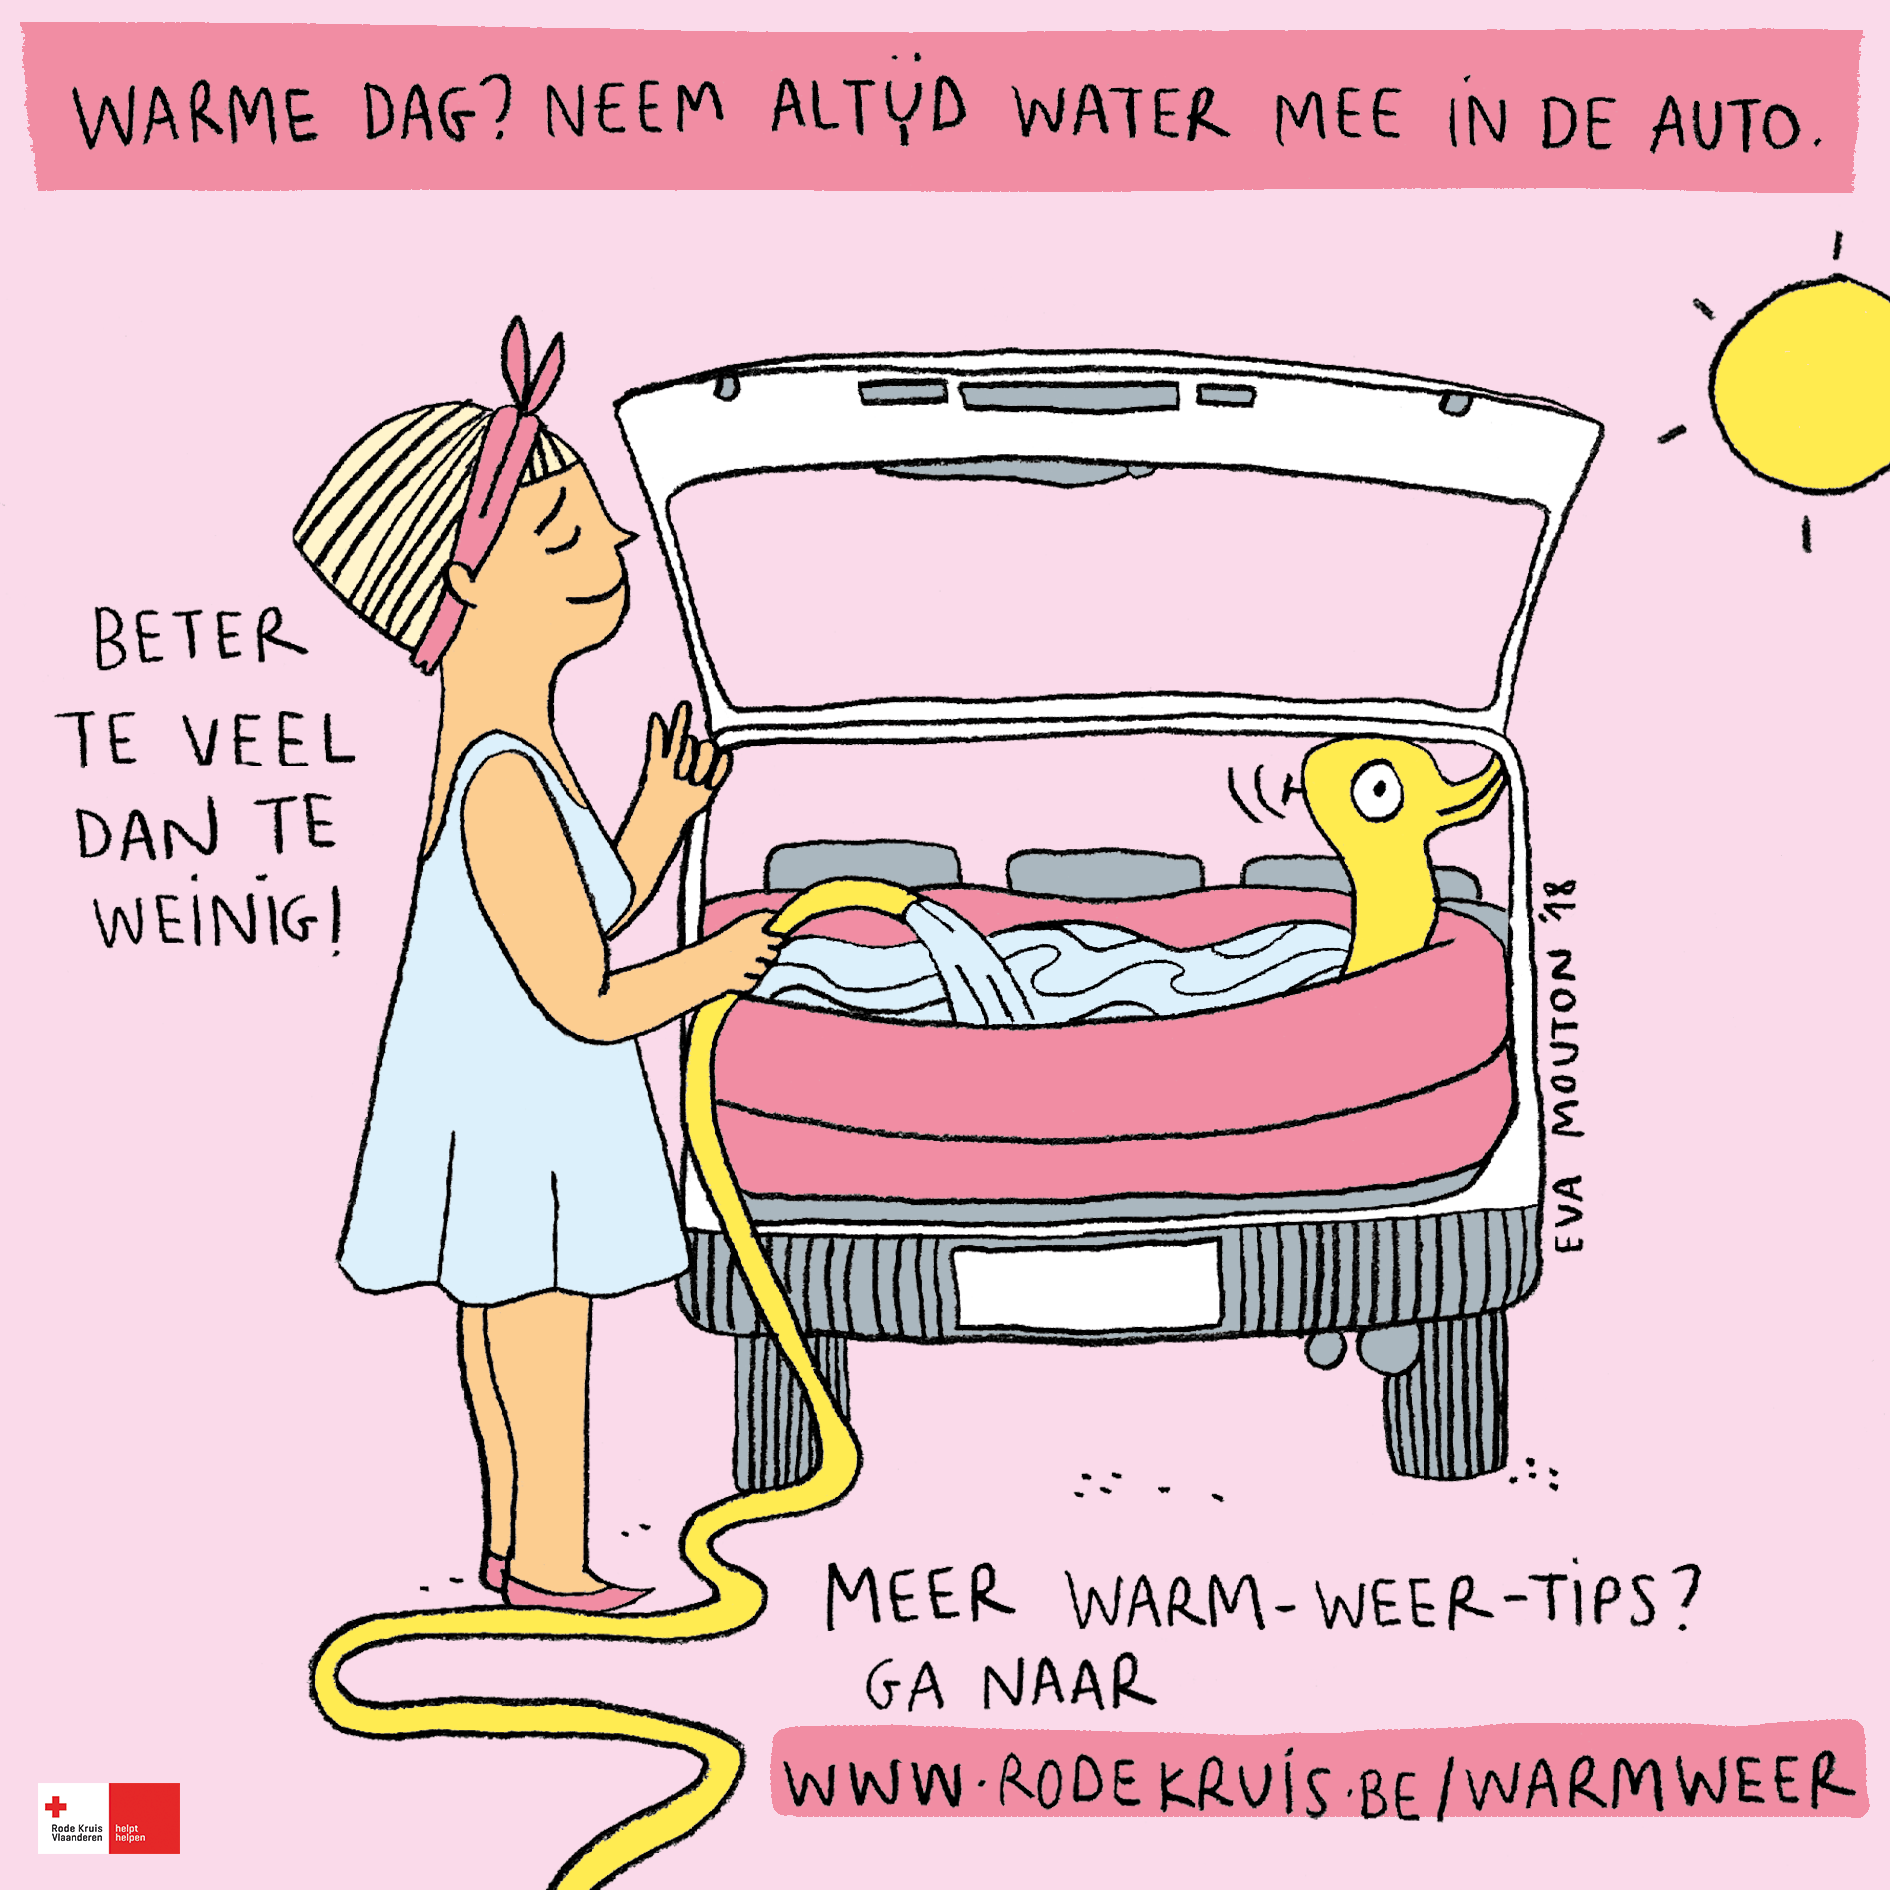 WARME DAG? NEEM ALTIJD WATER MEE IN DE AUTO.
BETER
TE VEEL
DAN TE
WEINIG!
EVA MOUTON '18
MEER WARM-WEER-TIPS?
GA NAAR
WWW.RODEKRUIS.BE/WARMWEER
Rode Kruis
Vlaanderen
helpt
helpen